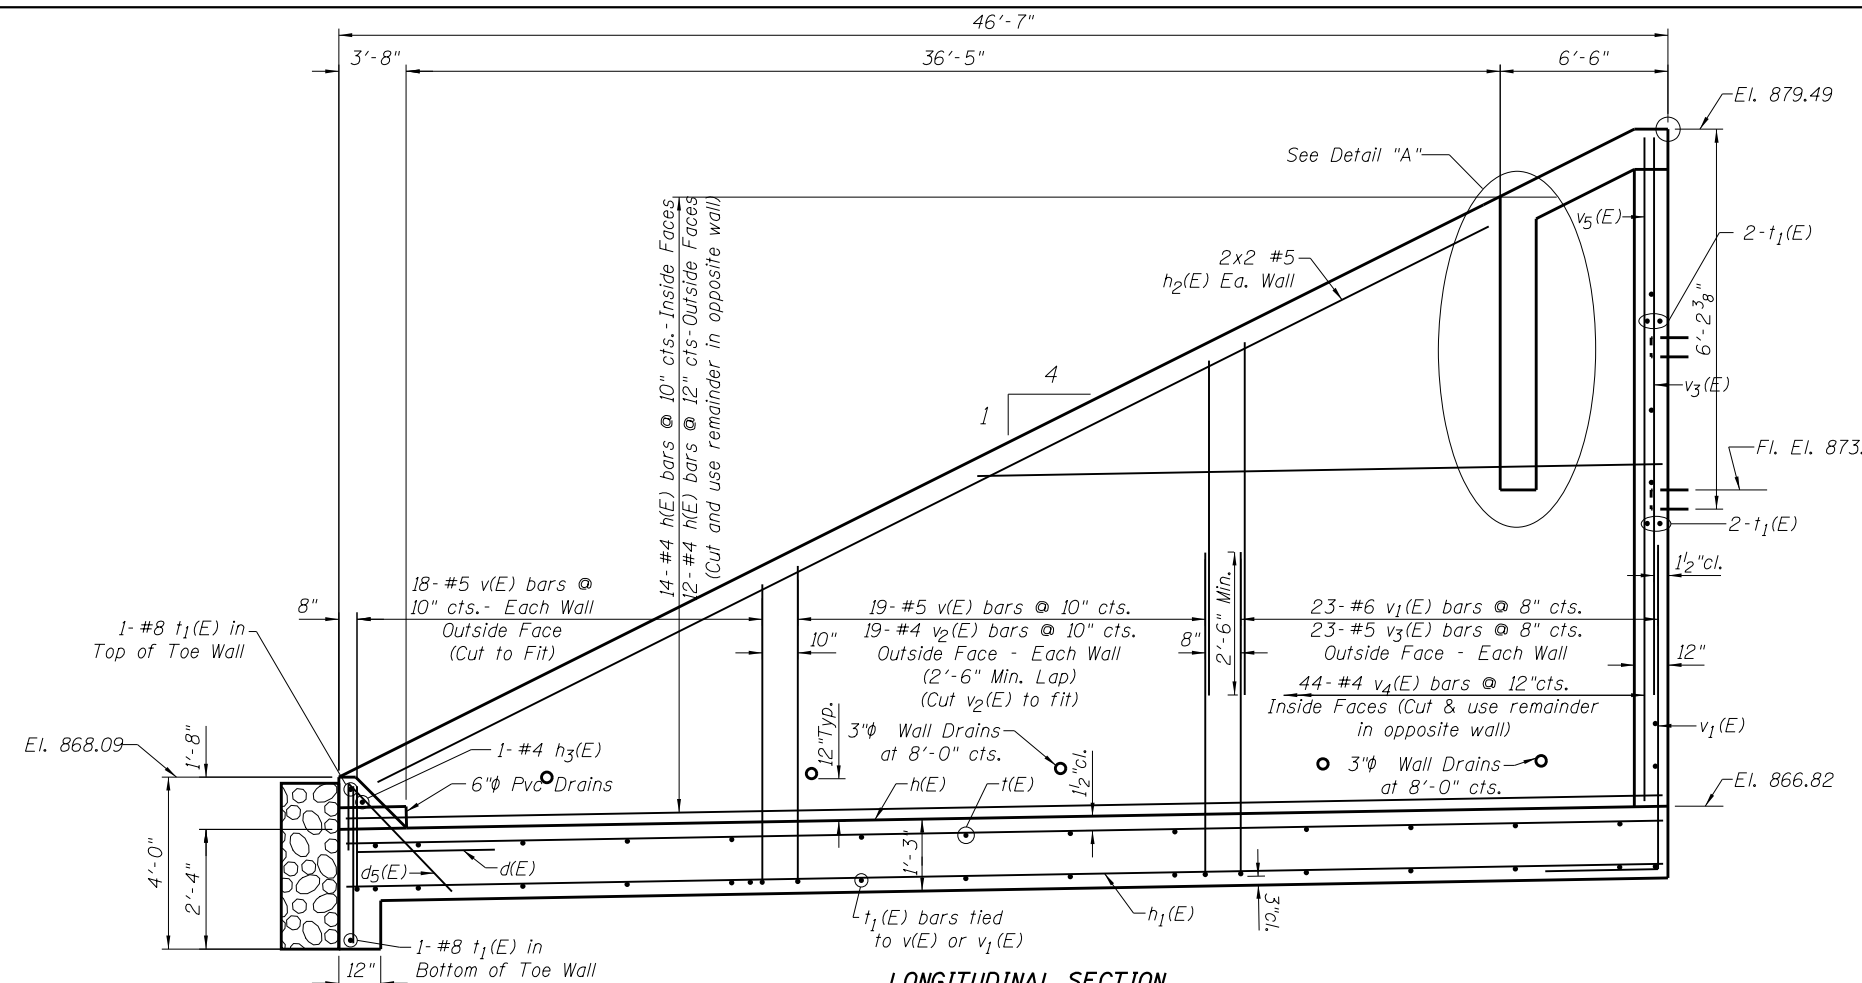 46'-7"
3'-8"
36'-5"
6'-6"
El. 879.49
See Detail "A"
v5(E)
2-t1(E)
2x2 #5
h2(E) Ea. Wall
6'-2 3/8"
14-#4 h(E) bars @ 10" cts.-Inside Faces
12-#4 h(E) bars @ 12" cts-Outside Faces
(Cut and use remainder in opposite wall)
4
1
v3(E)
Fl. El. 873.
2-t1(E)
1½"cl.
8"
18-#5 v(E) bars @
10" cts.- Each Wall
Outside Face
(Cut to Fit)
10"
19-#5 v(E) bars @ 10" cts.
19-#4 v2(E) bars @ 10" cts.
Outside Face - Each Wall
(2'-6" Min. Lap)
(Cut v2(E) to fit)
8"
2'-6" Min.
23-#6 v1(E) bars @ 8" cts.
23-#5 v3(E) bars @ 8" cts.
Outside Face - Each Wall
12"
44-#4 v4(E) bars @ 12"cts.
Inside Faces (Cut & use remainder
in opposite wall)
v1(E)
1-#8 t1(E) in
Top of Toe Wall
El. 868.09
1'-8"
1-#4 h3(E)
6"φ Pvc Drains
12"Typ.
3"φ Wall Drains
at 8'-0" cts.
h(E)
1½"cl.
t(E)
3"φ Wall Drains
at 8'-0" cts.
El. 866.82
4'-0"
2'-4"
d5(E)
d(E)
1'-3"
t1(E) bars tied
to v(E) or v1(E)
h1(E)
3"cl.
1-#8 t1(E) in
Bottom of Toe Wall
12"
LONGITUDINAL SECTION